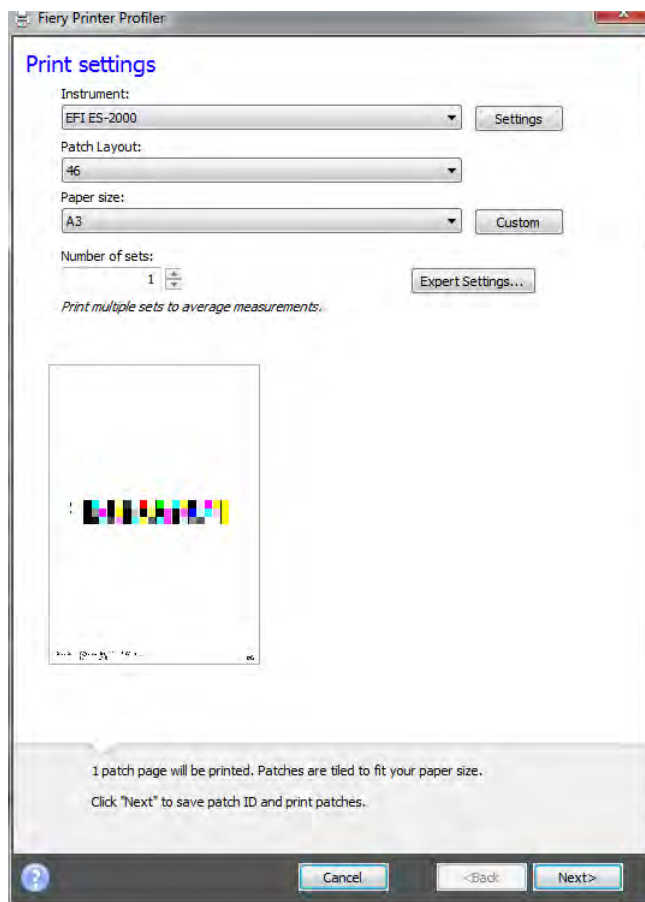 Fiery Printer Profiler
Print settings
Instrument:
EFI ES-2000
Settings
Patch Layout:
46
Paper size:
A3
Custom
Number of sets:
1
Expert Settings...
Print multiple sets to average measurements.
1 patch page will be printed. Patches are tiled to fit your paper size.
Click "Next" to save patch ID and print patches.
?
Cancel
<Back
Next>